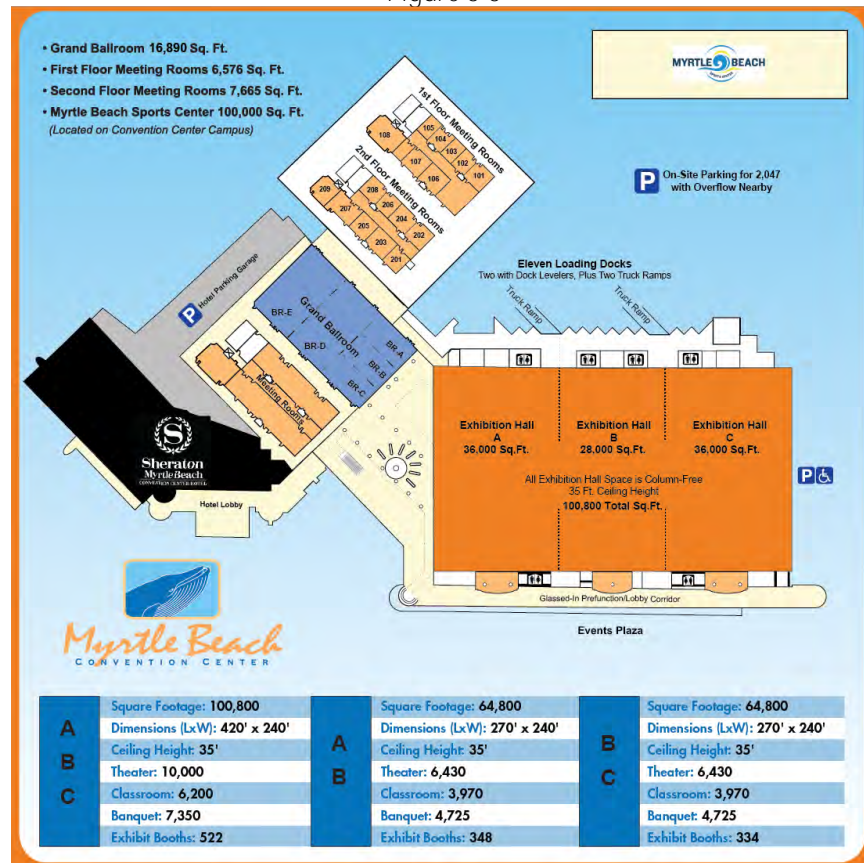 • Grand Ballroom 16,890 Sq. Ft.
• First Floor Meeting Rooms 6,576 Sq. Ft.
• Second Floor Meeting Rooms 7,665 Sq. Ft.
• Myrtle Beach Sports Center 100,000 Sq. Ft.
(Located on Convention Center Campus)
MYRTLE BEACH
P On-Site Parking for 2,047
with Overflow Nearby
1st Floor Meeting Rooms
108
105
104
103
102
101
107
106
2nd Floor Meeting Rooms
209
208
206
204
202
207
205
203
201
Eleven Loading Docks
Two with Dock Levelers, Plus Two Truck Ramps
Truck Ramp
Truck Ramp
P Hotel Parking Garage
Grand Ballroom
BR-E
BR-D
BR-A
BR-B
BR-C
Meeting Rooms
S
Sheraton
Myrtle Beach
CONVENTION CENTER HOTEL
Hotel Lobby
Exhibition Hall
A
36,000 Sq.Ft.
Exhibition Hall
B
28,000 Sq.Ft.
Exhibition Hall
C
36,000 Sq.Ft.
All Exhibition Hall Space is Column-Free
35 Ft. Ceiling Height
100,800 Total Sq.Ft.
P
Glassed-In Prefunction/Lobby Corridor
Events Plaza
Myrtle Beach
CONVENTION CENTER
A
B
C
Square Footage: 100,800
Dimensions (LxW): 420' x 240'
Ceiling Height: 35'
Theater: 10,000
Classroom: 6,200
Banquet: 7,350
Exhibit Booths: 522
A
B
Square Footage: 64,800
Dimensions (LxW): 270' x 240'
Ceiling Height: 35'
Theater: 6,430
Classroom: 3,970
Banquet: 4,725
Exhibit Booths: 348
B
C
Square Footage: 64,800
Dimensions (LxW): 270' x 240'
Ceiling Height: 35'
Theater: 6,430
Classroom: 3,970
Banquet: 4,725
Exhibit Booths: 334